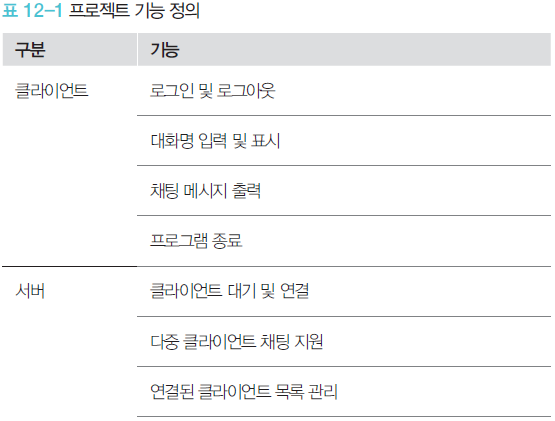 표 12-1 프로젝트 기능 정의
구분 기능
클라이언트 로그인 및 로그아웃
대화명 입력 및 표시
채팅 메시지 출력
프로그램 종료
서버 클라이언트 대기 및 연결
다중 클라이언트 채팅 지원
연결된 클라이언트 목록 관리